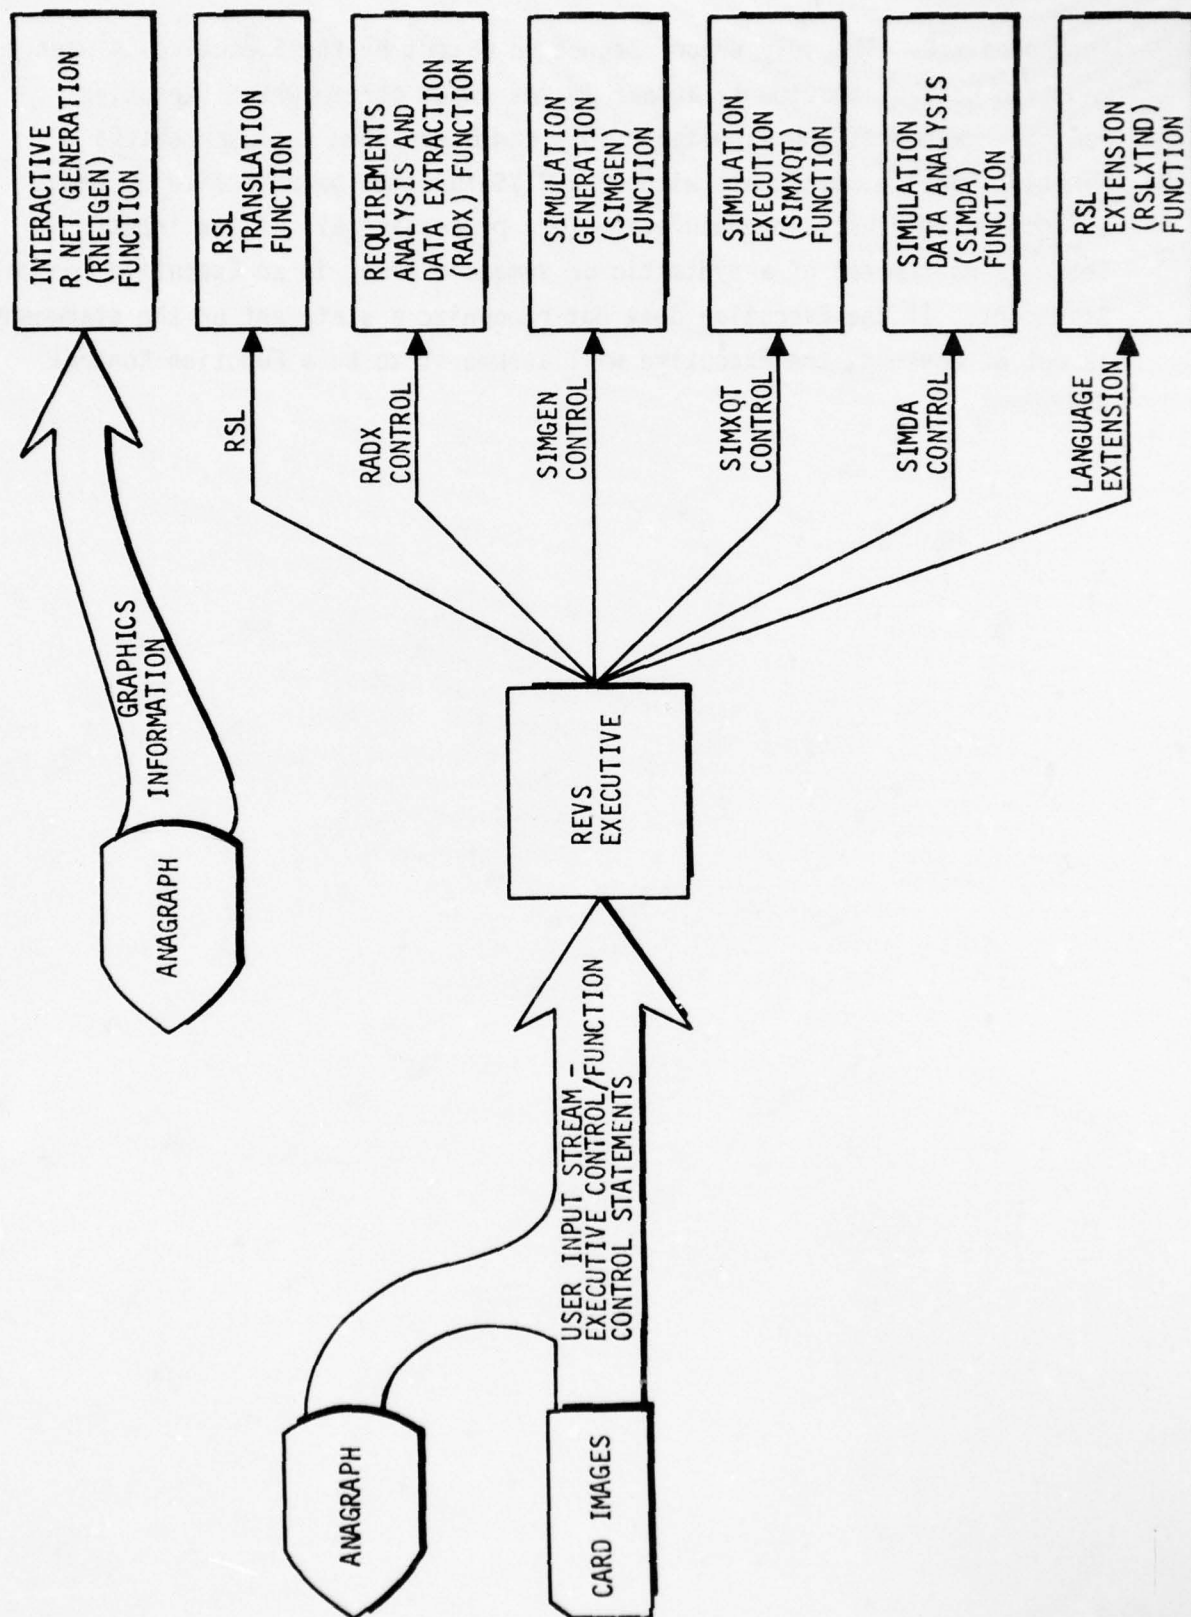 INTERACTIVE
R_NET GENERATION
(RNETGEN)
FUNCTION
RSL
TRANSLATION
FUNCTION
REQUIREMENTS
ANALYSIS AND
DATA EXTRACTION
(RADX) FUNCTION
SIMULATION
GENERATION
(SIMGEN)
FUNCTION
SIMULATION
EXECUTION
(SIMXQT)
FUNCTION
SIMULATION
DATA ANALYSIS
(SIMDA)
FUNCTION
RSL
EXTENSION
(RSLXTND)
FUNCTION
RSL
RADX
CONTROL
SIMGEN
CONTROL
SIMXQT
CONTROL
SIMDA
CONTROL
LANGUAGE
EXTENSION
GRAPHICS
INFORMATION
ANAGRAPH
REVS
EXECUTIVE
USER INPUT STREAM –
EXECUTIVE CONTROL/FUNCTION
CONTROL STATEMENTS
ANAGRAPH
CARD IMAGES